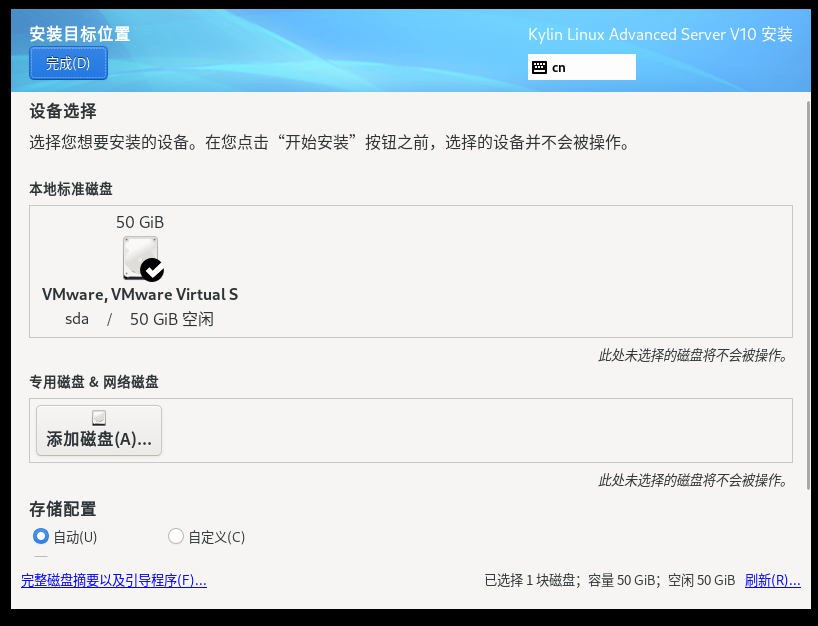 安装目标位置
Kylin Linux Advanced Server V10 安装
完成(D)
cn
设备选择
选择您想要安装的设备。在您点击“开始安装”按钮之前，选择的设备并不会被操作。
本地标准磁盘
50 GiB
VMware, VMware Virtual S
sda / 50 GiB 空闲
此处未选择的磁盘将不会被操作。
专用磁盘 & 网络磁盘
添加磁盘(A)...
此处未选择的磁盘将不会被操作。
存储配置
自动(U) 自定义(C)
完整磁盘摘要以及引导程序(F)... 已选择 1 块磁盘；容量 50 GiB；空闲 50 GiB 刷新(R)...